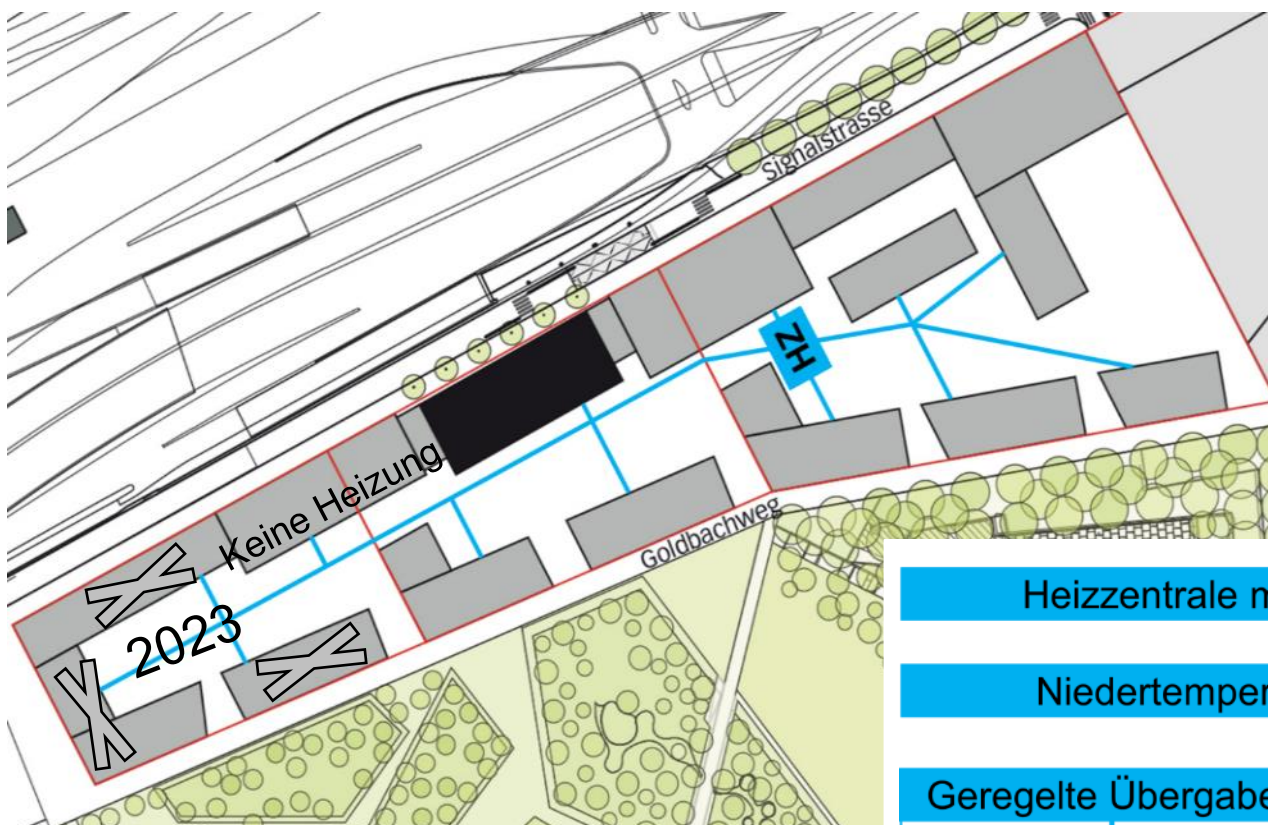 Signalstrasse
HZ
Keine Heizung
Goldbachweg
2023
Heizzentrale m
Niedertemper
Geregelte Übergabe